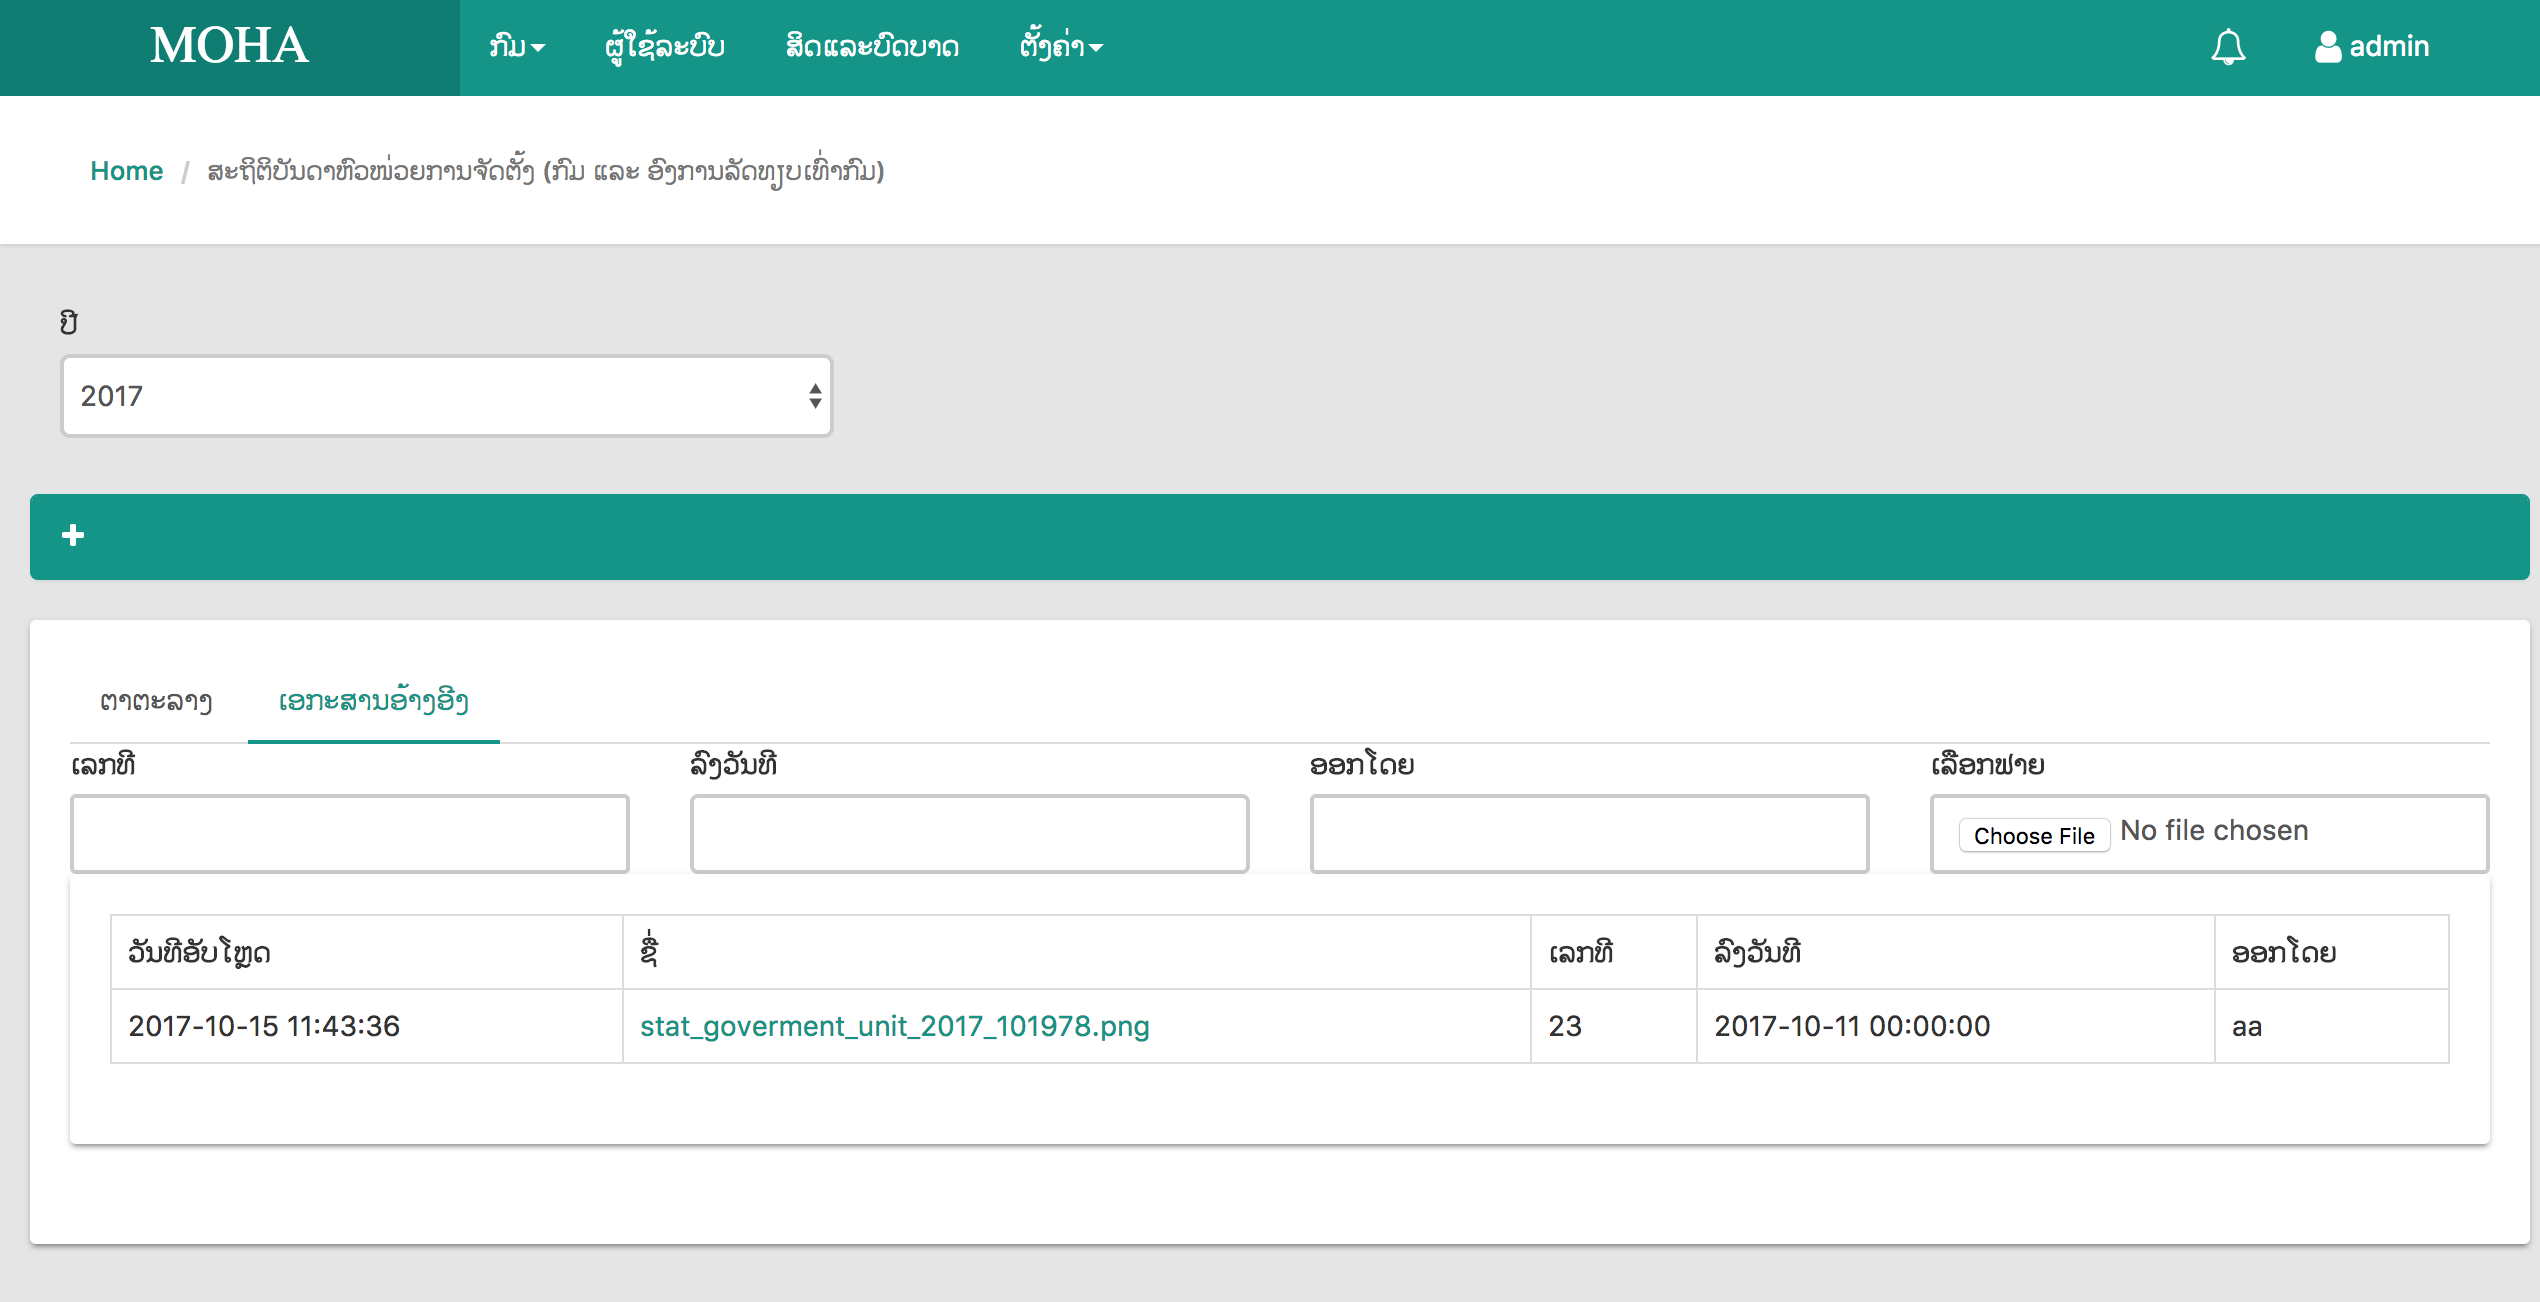 MOHA ກົມ ຜູ້ໃຊ້ລະບົບ ສິດແລະບົດບາດ ຕັ້ງຄ່າ admin
Home / ສະຖິຕິບັນດາຫົວໜ່ວຍການຈັດຕັ້ງ (ກົມ ແລະ ອົງການລັດທຽບເທົ່າກົມ)
ປີ
2017
ຕາຕະລາງ ເອກະສານອ້າງອີງ
ເລກທີ ລົງວັນທີ ອອກໂດຍ ເລືອກຟາຍ
Choose File No file chosen
ວັນທີອັບໂຫຼດ ຊື່ ເລກທີ ລົງວັນທີ ອອກໂດຍ
2017-10-15 11:43:36 stat_goverment_unit_2017_101978.png 23 2017-10-11 00:00:00 aa